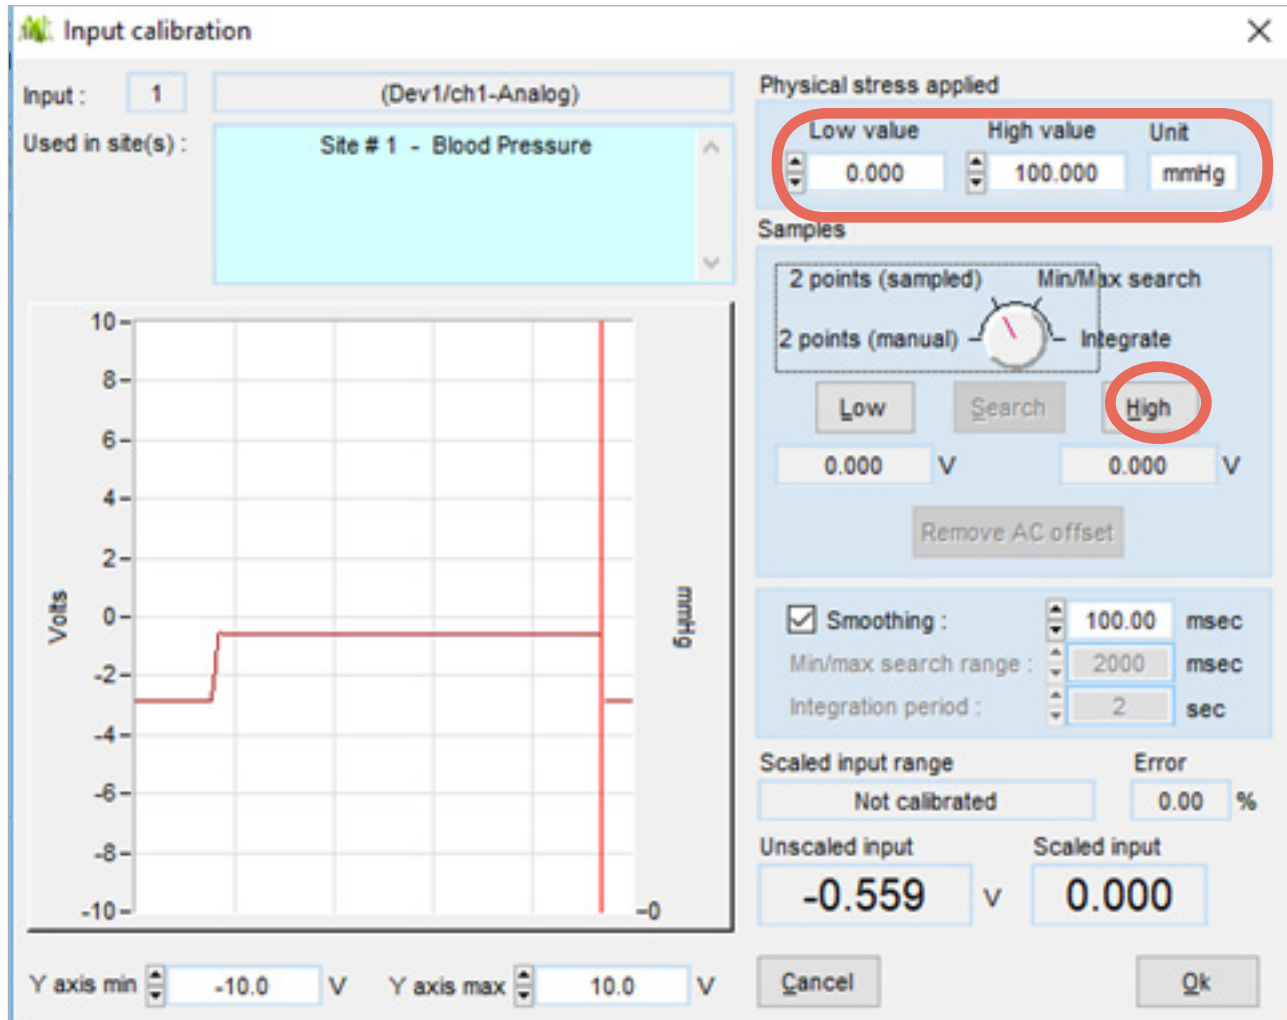 Input calibration
Input : 1 (Dev1/ch1-Analog)
Used in site(s) : Site # 1 - Blood Pressure
Physical stress applied
Low value High value Unit
0.000 100.000 mmHg
Samples
2 points (sampled) Min/Max search
2 points (manual) Integrate
Low Search High
0.000 V 0.000 V
Remove AC offset
Smoothing : 100.00 msec
Min/max search range : 2000 msec
Integration period : 2 sec
Scaled input range Error
Not calibrated 0.00 %
Unscaled input Scaled input
-0.559 V 0.000
Cancel Ok
10
8
6
4
2
0
-2
-4
-6
-8
-10
Volts
mmHg
0
Y axis min -10.0 V Y axis max 10.0 V